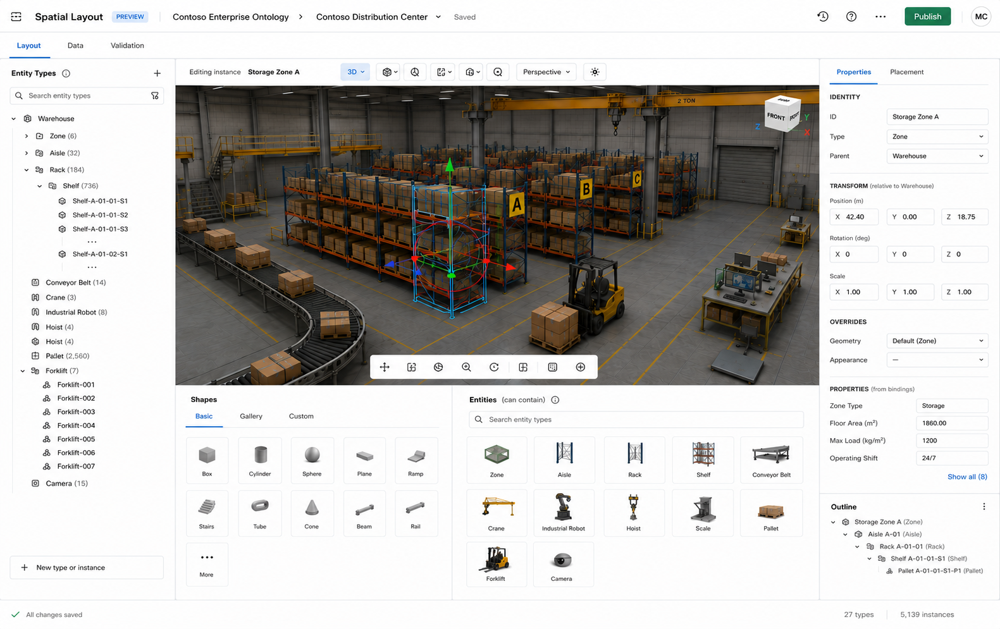 Spatial Layout
PREVIEW
Contoso Enterprise Ontology
Contoso Distribution Center
Saved
Publish
MC
Layout
Data
Validation
Entity Types
Search entity types
Warehouse
Zone (6)
Aisle (32)
Rack (184)
Shelf (736)
Shelf-A-01-01-S1
Shelf-A-01-01-S2
Shelf-A-01-01-S3
...
Shelf-A-01-02-S1
...
Conveyor Belt (14)
Crane (3)
Industrial Robot (8)
Hoist (4)
Hoist (4)
Pallet (2,560)
Forklift (7)
Forklift-001
Forklift-002
Forklift-003
Forklift-004
Forklift-005
Forklift-006
Forklift-007
Camera (15)
New type or instance
Editing instance Storage Zone A
3D
Perspective
2 TON
FRONT
Y
Z
X
A
B
C
Shapes
Basic
Gallery
Custom
Box
Cylinder
Sphere
Plane
Ramp
Stairs
Tube
Cone
Beam
Rail
More
Entities (can contain)
Search entity types
Zone
Aisle
Rack
Shelf
Conveyor Belt
Crane
Industrial Robot
Hoist
Scale
Pallet
Forklift
Camera
Properties
Placement
IDENTITY
ID Storage Zone A
Type Zone
Parent Warehouse
TRANSFORM (relative to Warehouse)
Position (m)
X 42.40 Y 0.00 Z 18.75
Rotation (deg)
X 0 Y 0 Z 0
Scale
X 1.00 Y 1.00 Z 1.00
OVERRIDES
Geometry Default (Zone)
Appearance —
PROPERTIES (from bindings)
Zone Type Storage
Floor Area (m²) 1860.00
Max Load (kg/m²) 1200
Operating Shift 24/7
Show all (8)
Outline
Storage Zone A (Zone)
Aisle A-01 (Aisle)
Rack A-01-01 (Rack)
Shelf A-01-01-S1 (Shelf)
Pallet A-01-01-S1-P1 (Pallet)
All changes saved
27 types
5,139 instances